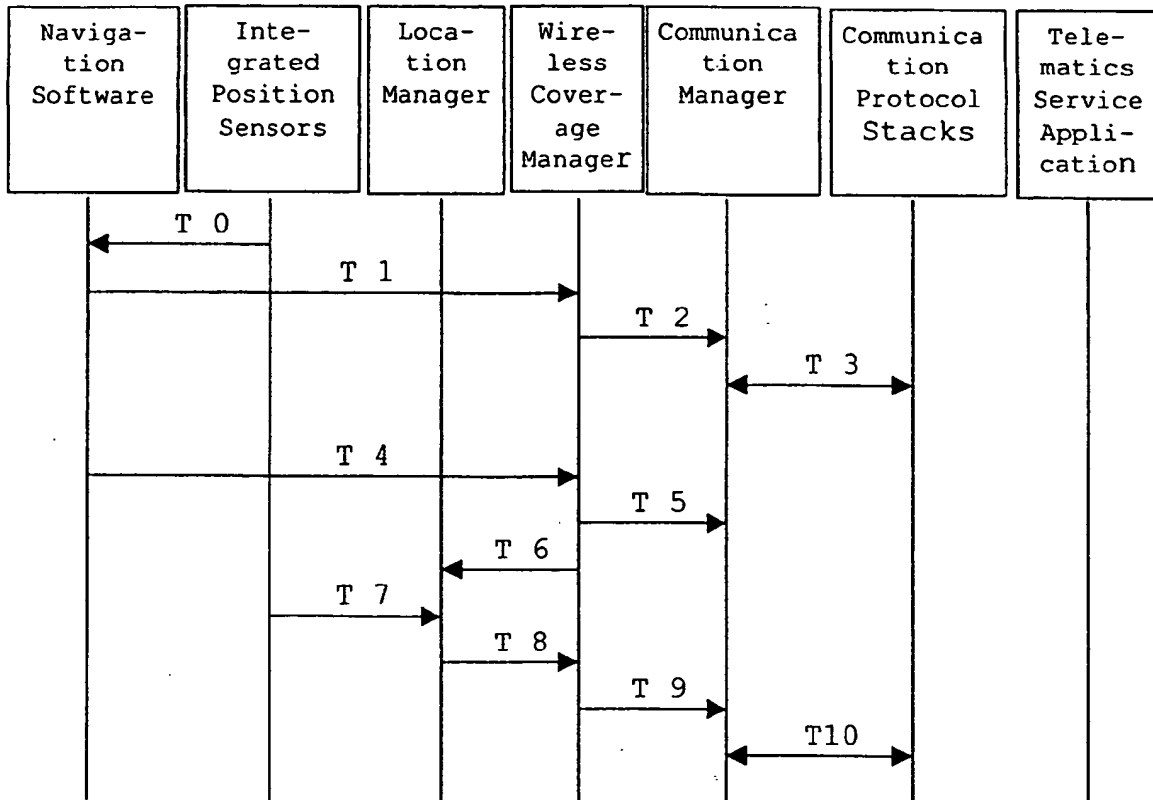 Naviga-
tion
Software
Inte-
grated
Position
Sensors
Loca-
tion
Manager
Wire-
less
Cover-
age
Manager
Communica
tion
Manager
Communica
tion
Protocol
Stacks
Tele-
matics
Service
Appli-
cation
T 0
T 1
T 2
T 3
T 4
T 5
T 6
T 7
T 8
T 9
T10